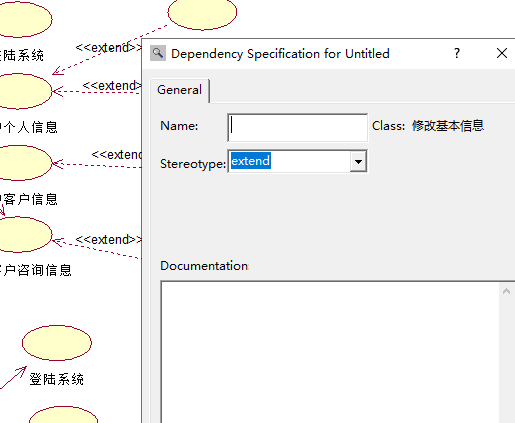 <<extend>>
登陆系统
Dependency Specification for Untitled
?
<<extend>
General
个人信息
Name:
Class: 修改基本信息
<<extend
Stereotype:
extend
客户信息
<<extend>>
户咨询信息
Documentation:
登陆系统